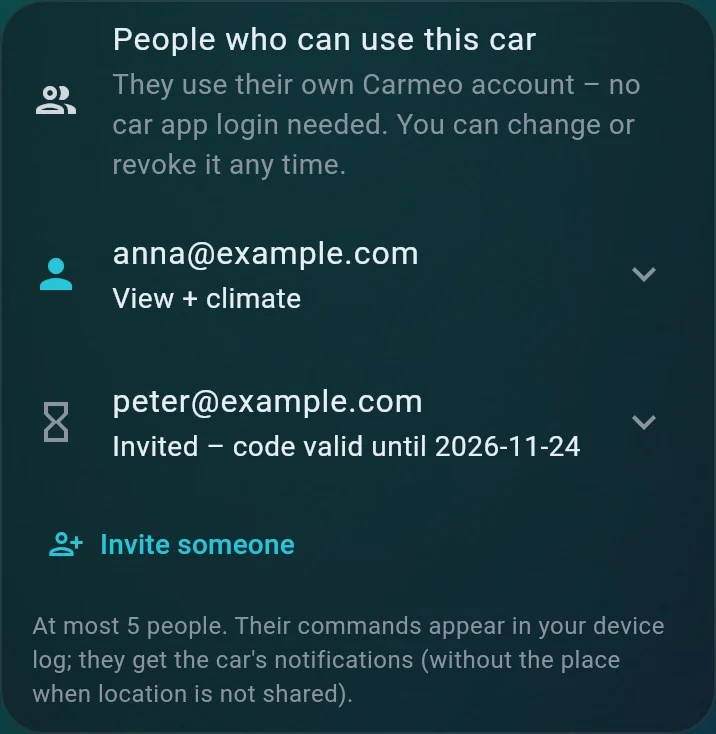 People who can use this car
They use their own Carmeo account – no
car app login needed. You can change or
revoke it any time.
anna@example.com
View + climate
peter@example.com
Invited – code valid until 2026-11-24
Invite someone
At most 5 people. Their commands appear in your device
log; they get the car's notifications (without the place
when location is not shared).